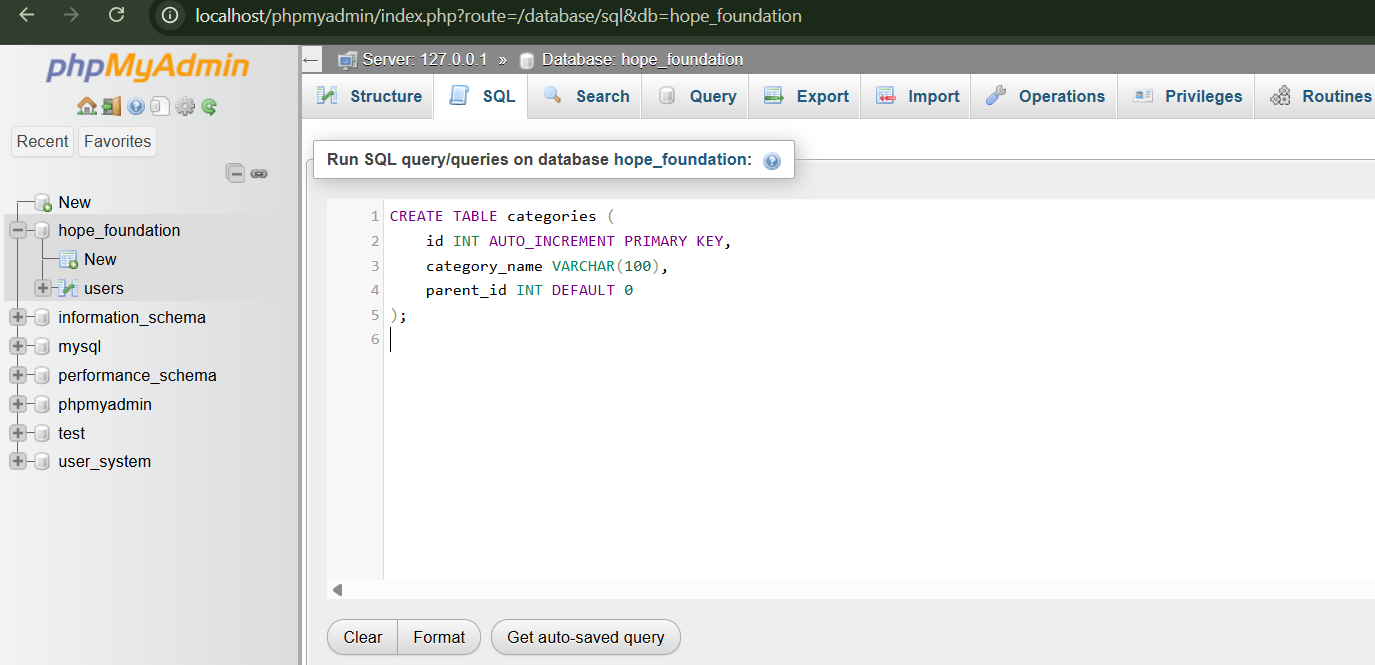 localhost/phpmyadmin/index.php?route=/database/sql&db=hope_foundation
phpMyAdmin
Recent Favorites
New
hope_foundation
New
users
information_schema
mysql
performance_schema
phpmyadmin
test
user_system
Server: 127.0.0.1 » Database: hope_foundation
Structure SQL Search Query Export Import Operations Privileges Routines
Run SQL query/queries on database hope_foundation:
1 CREATE TABLE categories (
2 id INT AUTO_INCREMENT PRIMARY KEY,
3 category_name VARCHAR(100),
4 parent_id INT DEFAULT 0
5 );
6
Clear Format Get auto-saved query